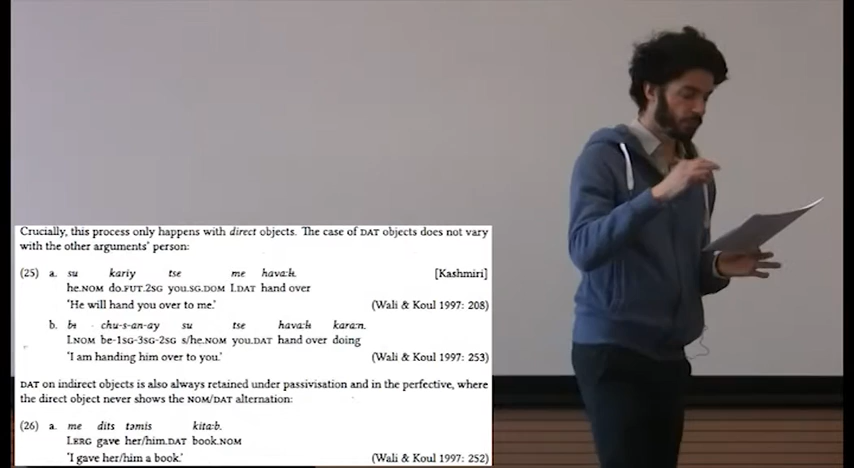 Crucially, this process only happens with direct objects. The case of DAT objects does not vary
with the other arguments' person:
(25) a. su kariy tse me hava:lɨ. [Kashmiri]
he.NOM do.FUT.2SG you.SG.DOM I.DAT hand over
'He will hand you over to me.' (Wali & Koul 1997: 208)
b. bɨ chu-s-an-ay su tse hava:lɨ kara:n.
I.NOM be-1SG-3SG-2SG s/he.NOM you.DAT hand over doing
'I am handing him over to you.' (Wali & Koul 1997: 253)
DAT on indirect objects is also always retained under passivisation and in the perfective, where
the direct object never shows the NOM/DAT alternation:
(26) a. me dits təmis kita:b.
I.ERG gave her/him.DAT book.NOM
'I gave her/him a book.' (Wali & Koul 1997: 252)